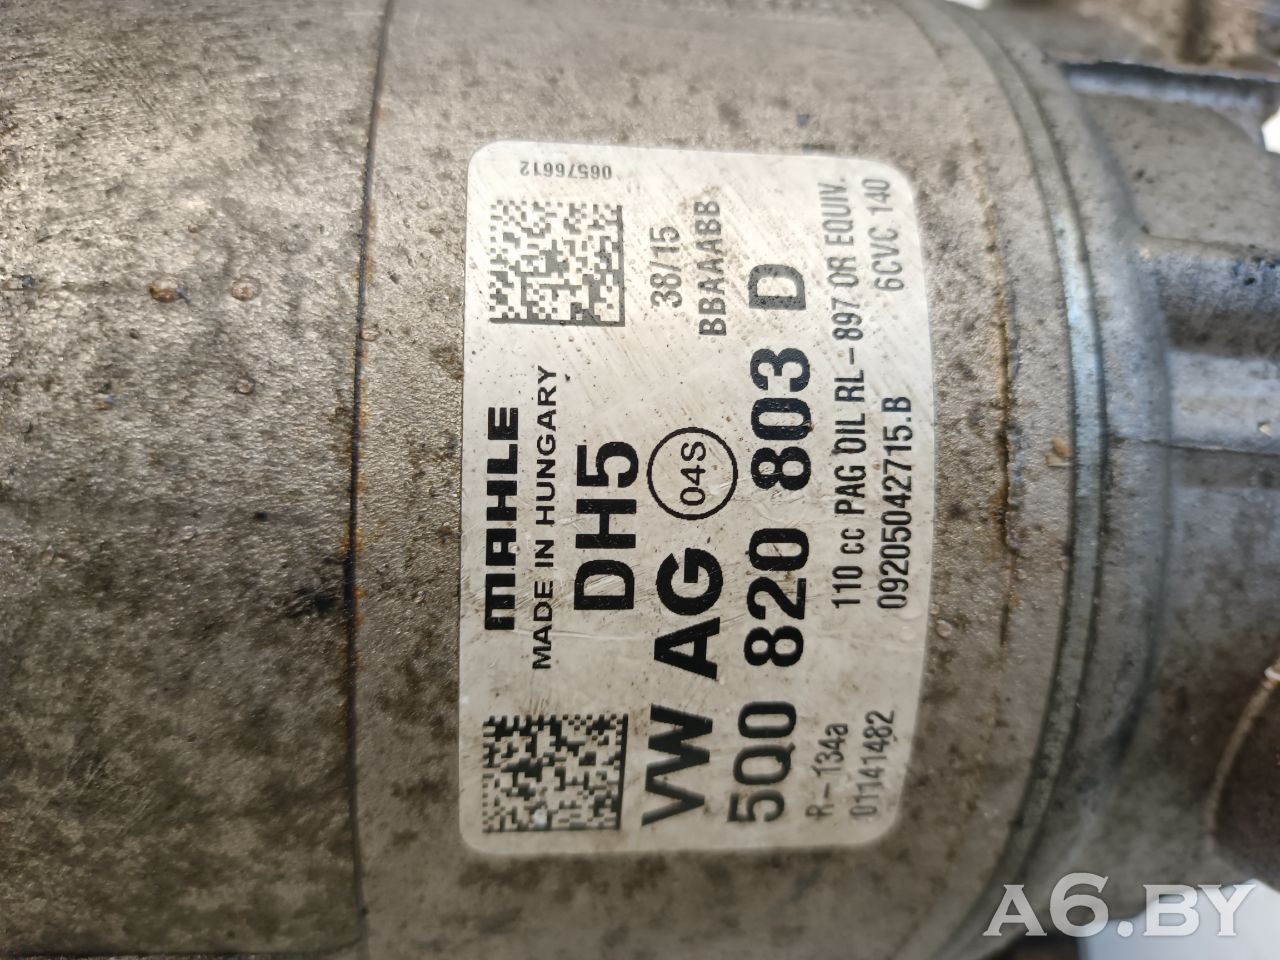 MAHLE
MADE IN HUNGARY
06576612
DH5
38/15
VW AG
04S
BBAAABB
5Q0 820 803 D
R-134a
110 cc PAG OIL RL-897 OR EQUIV.
01141482
09205042715.B
6CVC 140
A6.BY